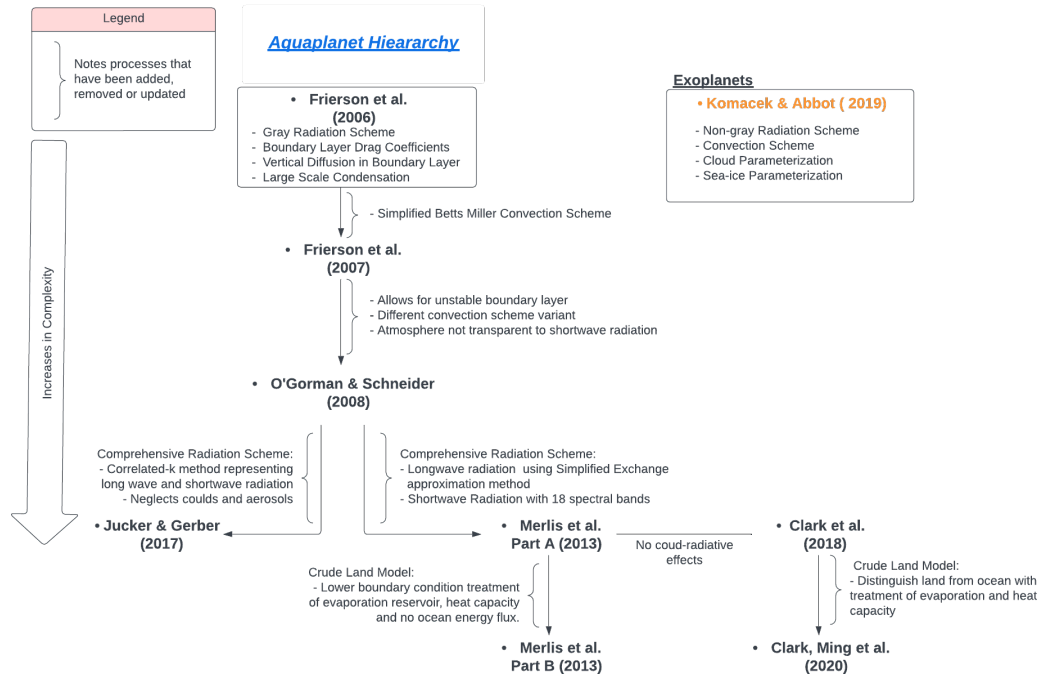 Legend
Notes processes that
have been added,
removed or updated
Aquaplanet Hieararchy
Exoplanets
• Komacek & Abbot ( 2019)
- Non-gray Radiation Scheme
- Convection Scheme
- Cloud Parameterization
- Sea-ice Parameterization
• Frierson et al.
(2006)
- Gray Radiation Scheme
- Boundary Layer Drag Coefficients
- Vertical Diffusion in Boundary Layer
- Large Scale Condensation
- Simplified Betts Miller Convection Scheme
• Frierson et al.
(2007)
Increases in Complexity
- Allows for unstable boundary layer
- Different convection scheme variant
- Atmosphere not transparent to shortwave radiation
• O'Gorman & Schneider
(2008)
Comprehensive Radiation Scheme:
- Correlated-k method representing
long wave and shortwave radiation
- Neglects coulds and aerosols
Comprehensive Radiation Scheme:
- Longwave radiation using Simplified Exchange
approximation method
- Shortwave Radiation with 18 spectral bands
• Jucker & Gerber
(2017)
• Merlis et al.
Part A (2013)
No coud-radiative
effects
• Clark et al.
(2018)
Crude Land Model:
- Lower boundary condition treatment
of evaporation reservoir, heat capacity
and no ocean energy flux.
Crude Land Model:
- Distinguish land from ocean with
treatment of evaporation and heat
capacity
• Merlis et al.
Part B (2013)
• Clark, Ming et al.
(2020)